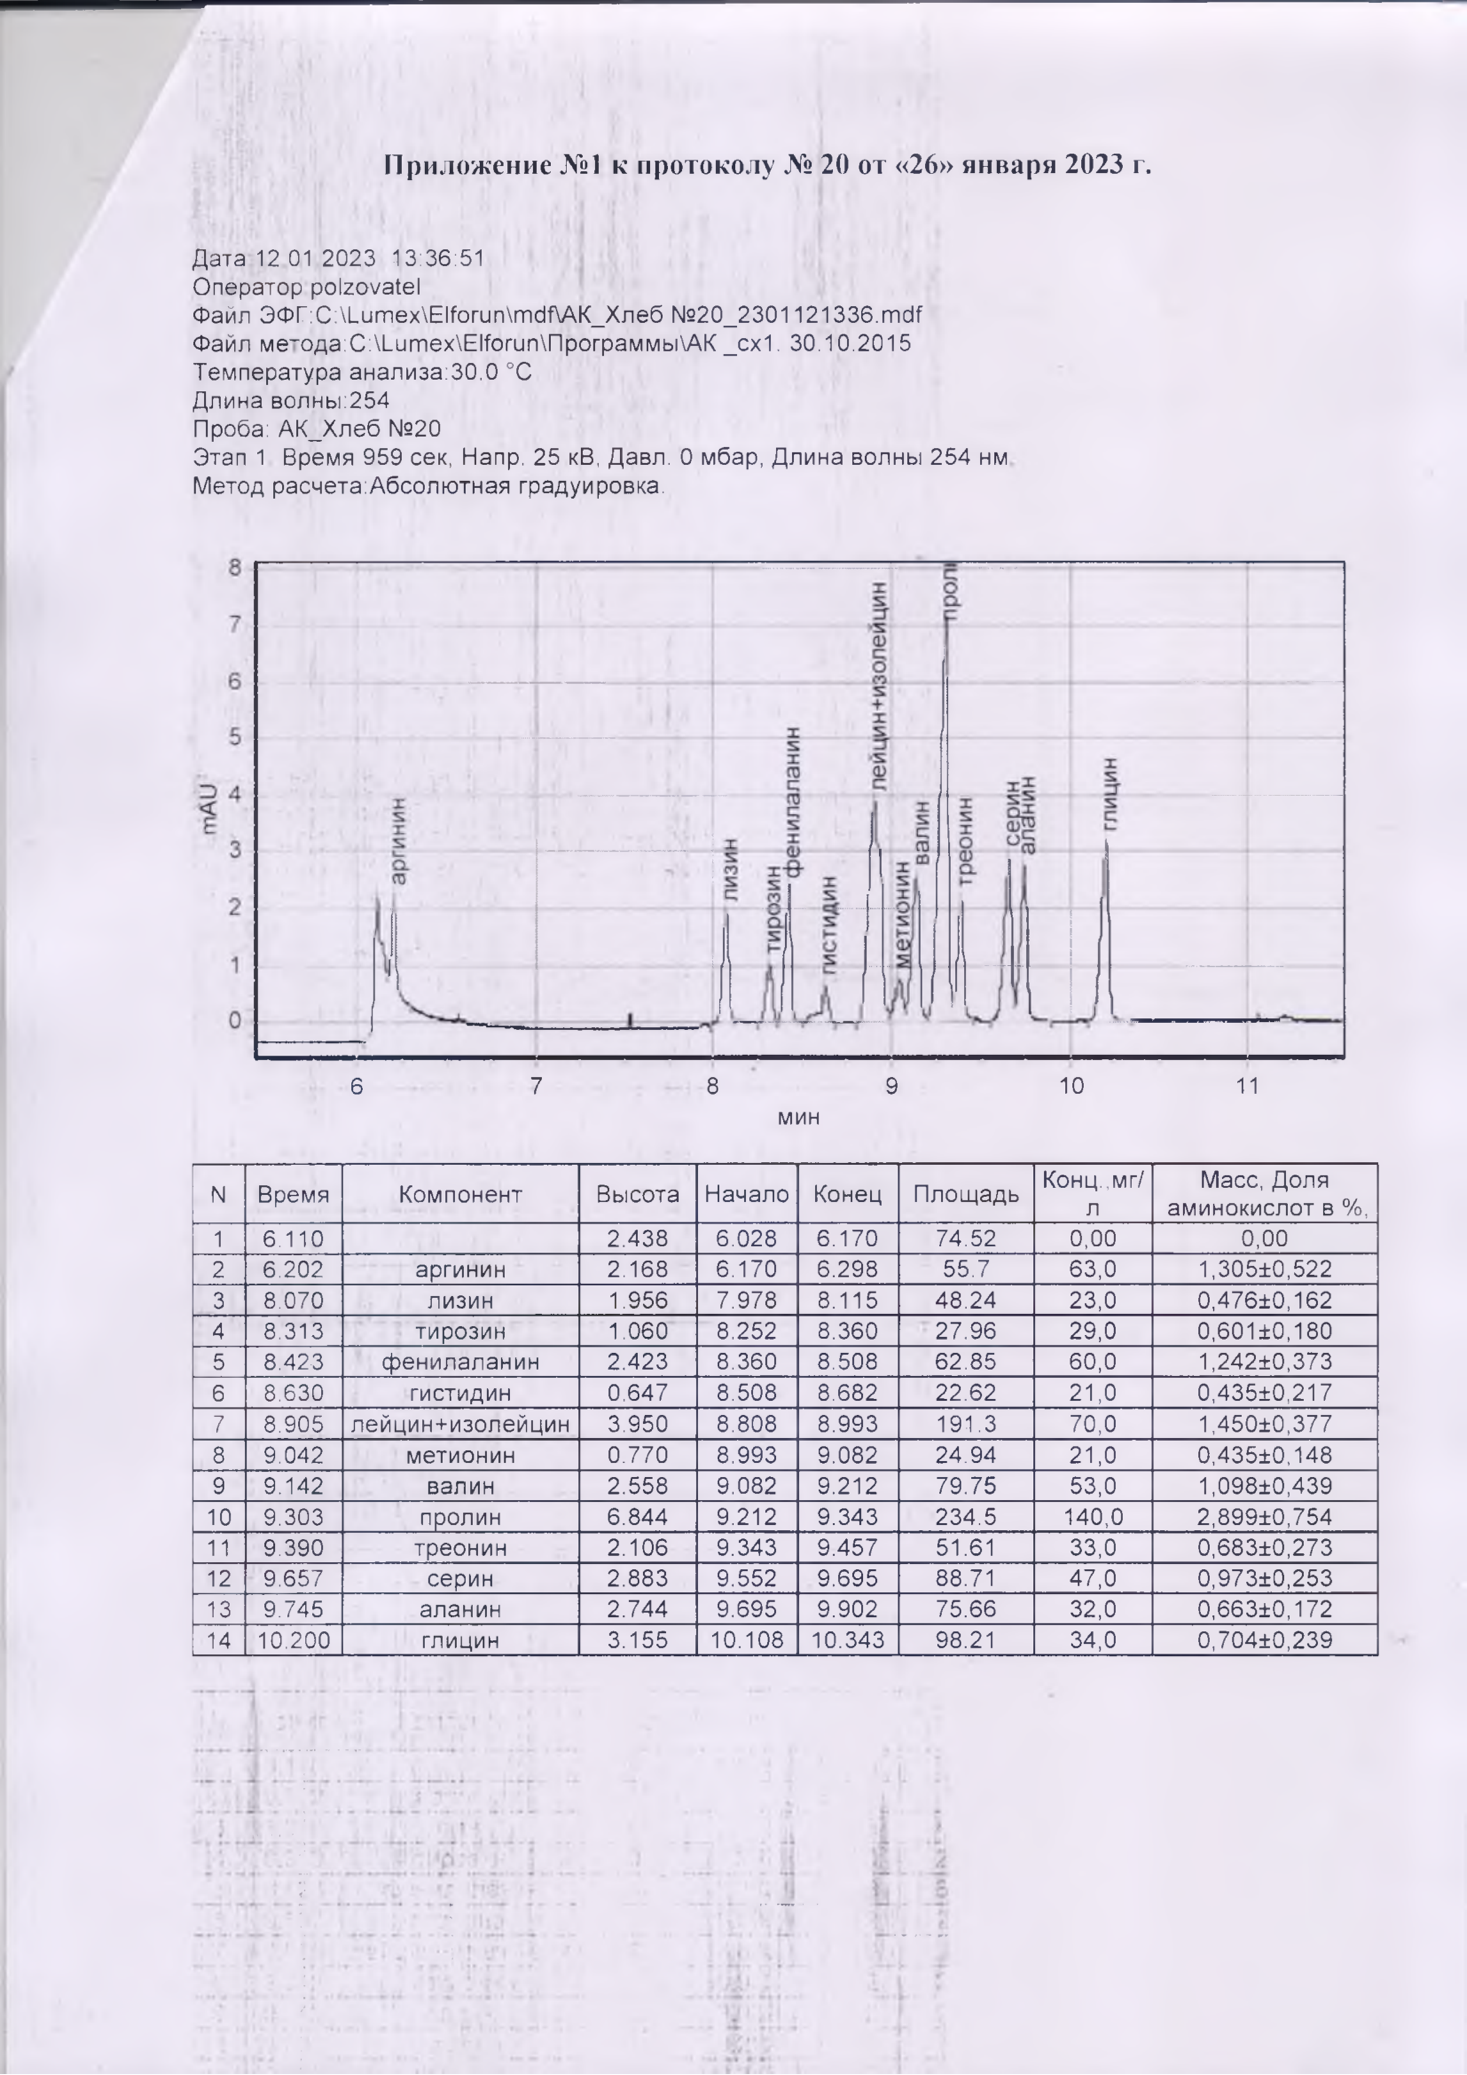 Приложение №1 к протоколу № 20 от «26» января 2023 г.
Дата:12.01.2023 13:36:51
Оператор:polzovatel
Файл ЭФГ:C:\Lumex\Elforun\mdf\АК_Хлеб №20_2301121336.mdf
Файл метода:C:\Lumex\Elforun\Программы\АК _сх1. 30.10.2015
Температура анализа:30.0 °C
Длина волны:254
Проба: АК_Хлеб №20
Этап 1. Время 959 сек, Напр. 25 кВ, Давл. 0 мбар, Длина волны 254 нм.
Метод расчета:Абсолютная градуировка.
8
7
6
5
4
3
2
1
0
mAU
аргинин
лизин
тирозин
фенилаланин
гистидин
лейцин+изолейцин
метионин
валин
проли
треонин
серин
аланин
глицин
6 7 8 9 10 11
мин
N Время Компонент Высота Начало Конец Площадь Конц.,мг/л Масс, Доля аминокислот в %,
1 6.110 2.438 6.028 6.170 74.52 0,00 0,00
2 6.202 аргинин 2.168 6.170 6.298 55.7 63,0 1,305±0,522
3 8.070 лизин 1.956 7.978 8.115 48.24 23,0 0,476±0,162
4 8.313 тирозин 1.060 8.252 8.360 27.96 29,0 0,601±0,180
5 8.423 фенилаланин 2.423 8.360 8.508 62.85 60,0 1,242±0,373
6 8.630 гистидин 0.647 8.508 8.682 22.62 21,0 0,435±0,217
7 8.905 лейцин+изолейцин 3.950 8.808 8.993 191.3 70,0 1,450±0,377
8 9.042 метионин 0.770 8.993 9.082 24.94 21,0 0,435±0,148
9 9.142 валин 2.558 9.082 9.212 79.75 53,0 1,098±0,439
10 9.303 пролин 6.844 9.212 9.343 234.5 140,0 2,899±0,754
11 9.390 треонин 2.106 9.343 9.457 51.61 33,0 0,683±0,273
12 9.657 серин 2.883 9.552 9.695 88.71 47,0 0,973±0,253
13 9.745 аланин 2.744 9.695 9.902 75.66 32,0 0,663±0,172
14 10.200 глицин 3.155 10.108 10.343 98.21 34,0 0,704±0,239